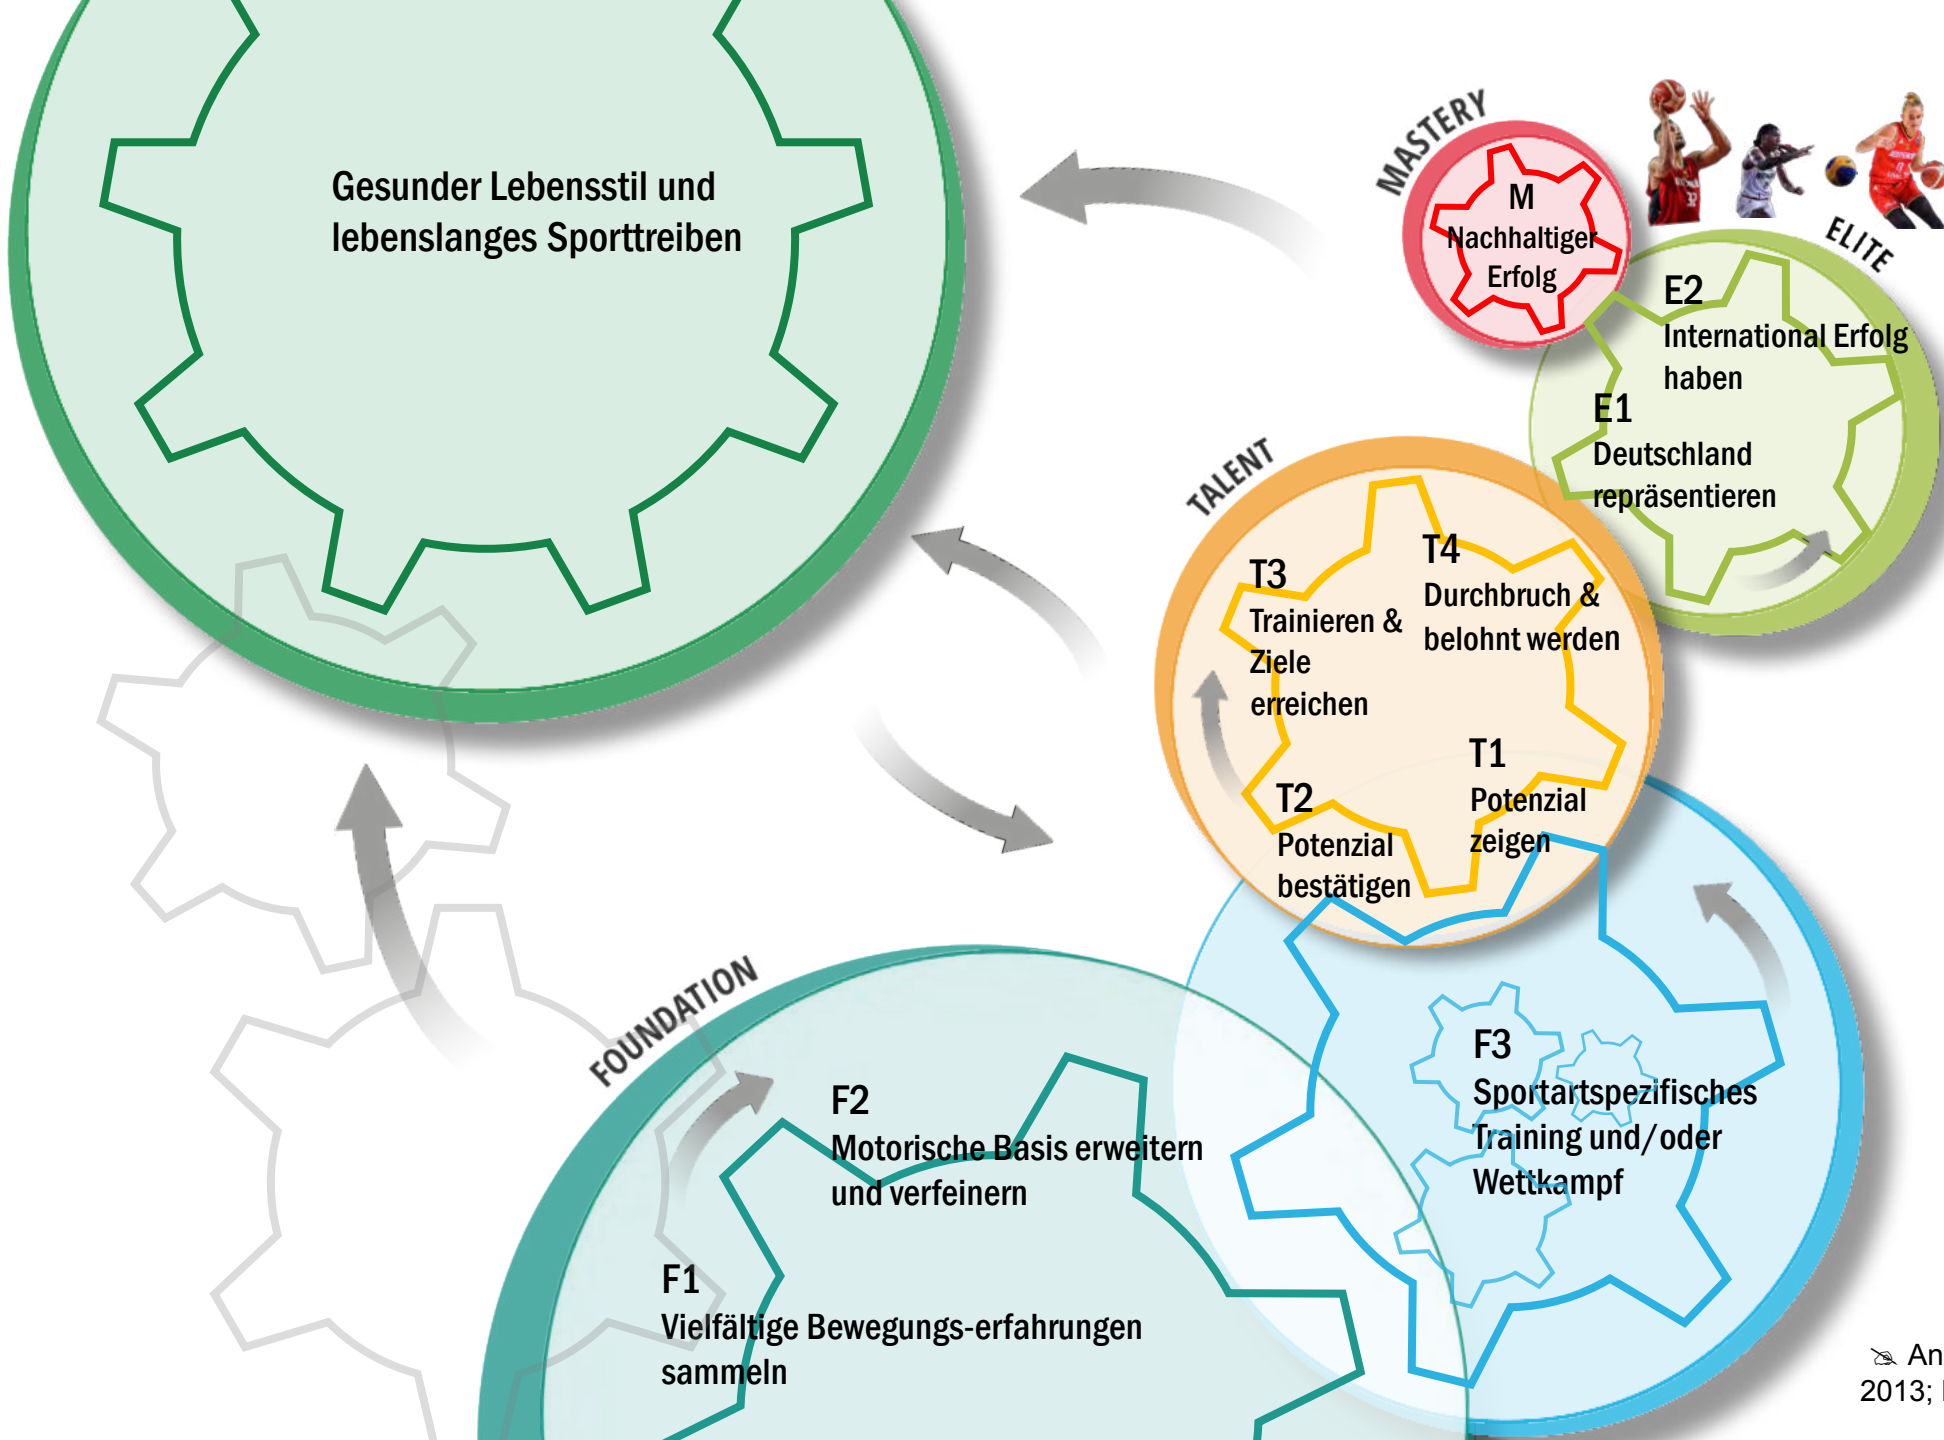 Gesunder Lebensstil und
lebenslanges Sporttreiben
MASTERY
M
Nachhaltiger
Erfolg
ELITE
E2
International Erfolg
haben
E1
Deutschland
repräsentieren
TALENT
T4
Durchbruch &
belohnt werden
T3
Trainieren &
Ziele
erreichen
T1
Potenzial
zeigen
T2
Potenzial
bestätigen
FOUNDATION
F3
Sportartspezifisches
Training und/oder
Wettkampf
F2
Motorische Basis erweitern
und verfeinern
F1
Vielfältige Bewegungs-erfahrungen
sammeln
An
2013;